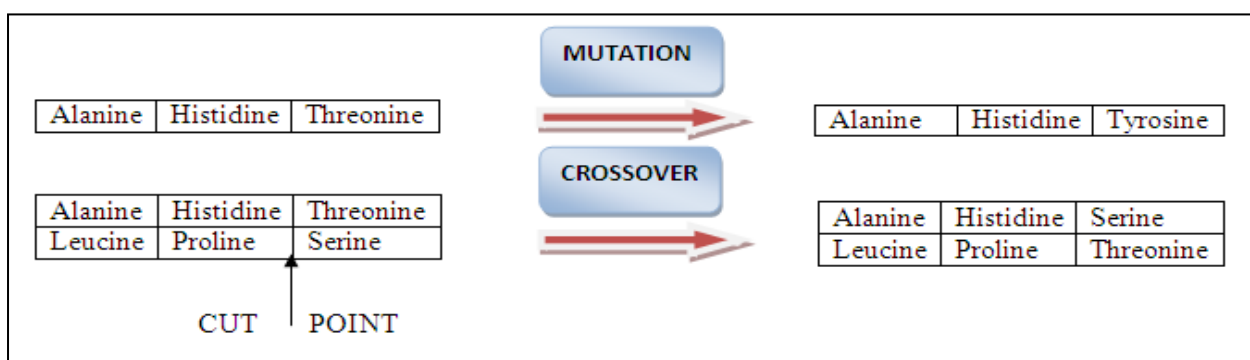 MUTATION
Alanine Histidine Threonine
Alanine Histidine Tyrosine
CROSSOVER
Alanine Histidine Threonine
Leucine Proline Serine
Alanine Histidine Serine
Leucine Proline Threonine
CUT POINT